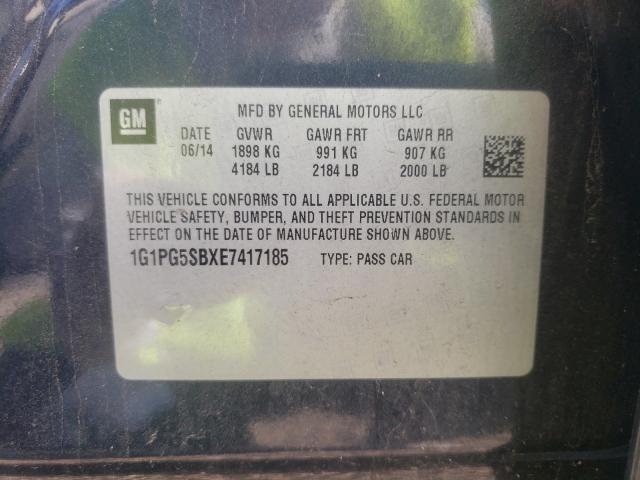 GM
MFD BY GENERAL MOTORS LLC
DATE GVWR GAWR FRT GAWR RR
06/14 1898 KG 991 KG 907 KG
4184 LB 2184 LB 2000 LB
THIS VEHICLE CONFORMS TO ALL APPLICABLE U.S. FEDERAL MOTOR
VEHICLE SAFETY, BUMPER, AND THEFT PREVENTION STANDARDS IN
EFFECT ON THE DATE OF MANUFACTURE SHOWN ABOVE.
1G1PG5SBXE7417185 TYPE: PASS CAR